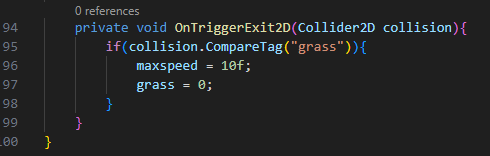 0 references
94 private void OnTriggerExit2D(Collider2D collision){
95 if(collision.CompareTag("grass")){
96 maxspeed = 10f;
97 grass = 0;
98 }
99 }
100 }